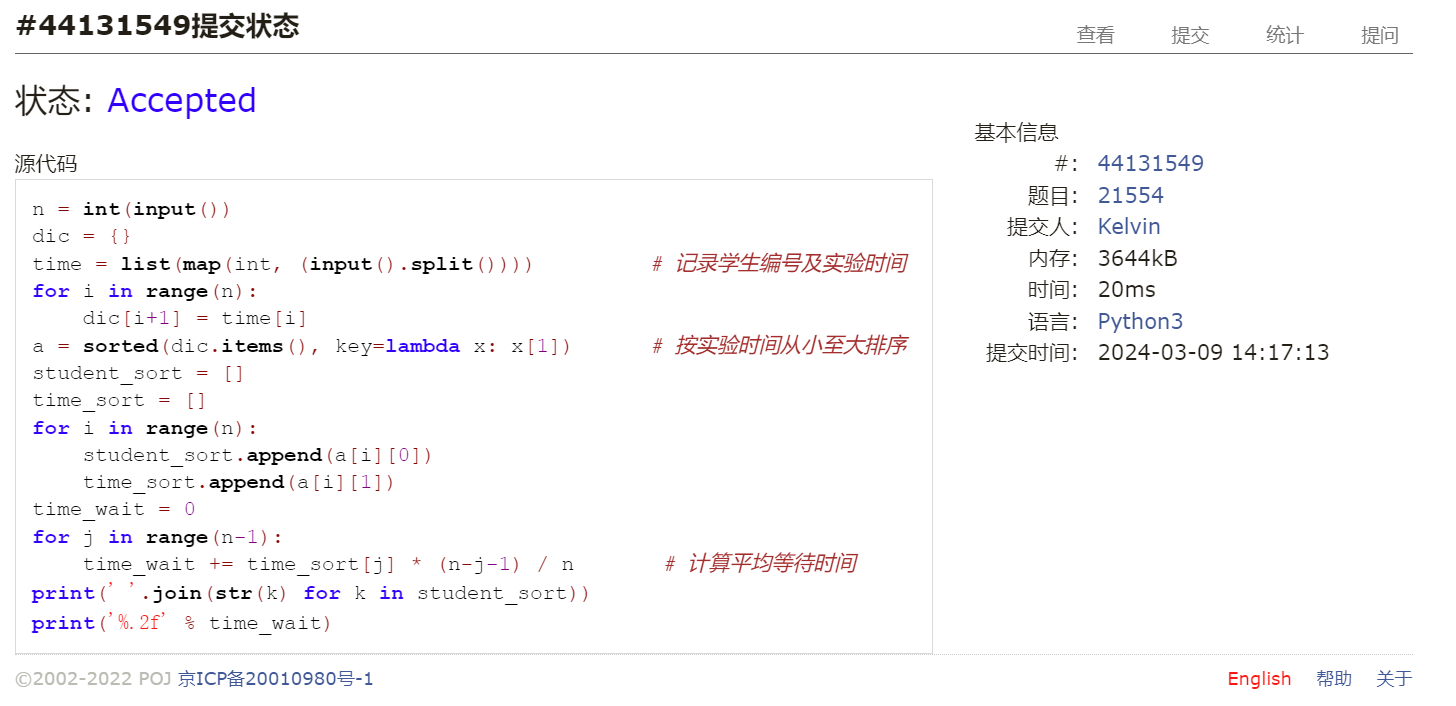 #44131549提交状态
查看 提交 统计 提问
状态: Accepted
源代码
n = int(input())
dic = {}
time = list(map(int, (input().split())))         # 记录学生编号及实验时间
for i in range(n):
    dic[i+1] = time[i]
a = sorted(dic.items(), key=lambda x: x[1])      # 按实验时间从小至大排序
student_sort = []
time_sort = []
for i in range(n):
    student_sort.append(a[i][0])
    time_sort.append(a[i][1])
time_wait = 0
for j in range(n-1):
    time_wait += time_sort[j] * (n-j-1) / n       # 计算平均等待时间
print(' '.join(str(k) for k in student_sort))
print('%.2f' % time_wait)
基本信息
#: 44131549
题目: 21554
提交人: Kelvin
内存: 3644kB
时间: 20ms
语言: Python3
提交时间: 2024-03-09 14:17:13
©2002-2022 POJ 京ICP备20010980号-1
English 帮助 关于